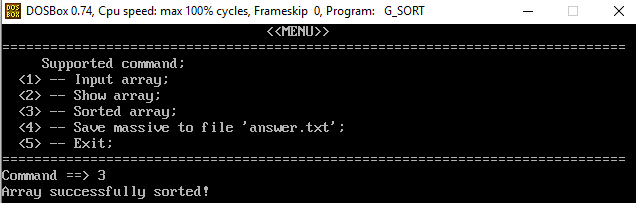 DOSBox 0.74, Cpu speed: max 100% cycles, Frameskip 0, Program: G_SORT
<<MENU>>
==============================================================================
Supported command;
<1> -- Input array;
<2> -- Show array;
<3> -- Sorted array;
<4> -- Save massive to file 'answer.txt';
<5> -- Exit;
==============================================================================
Command ==> 3
Array successfully sorted!